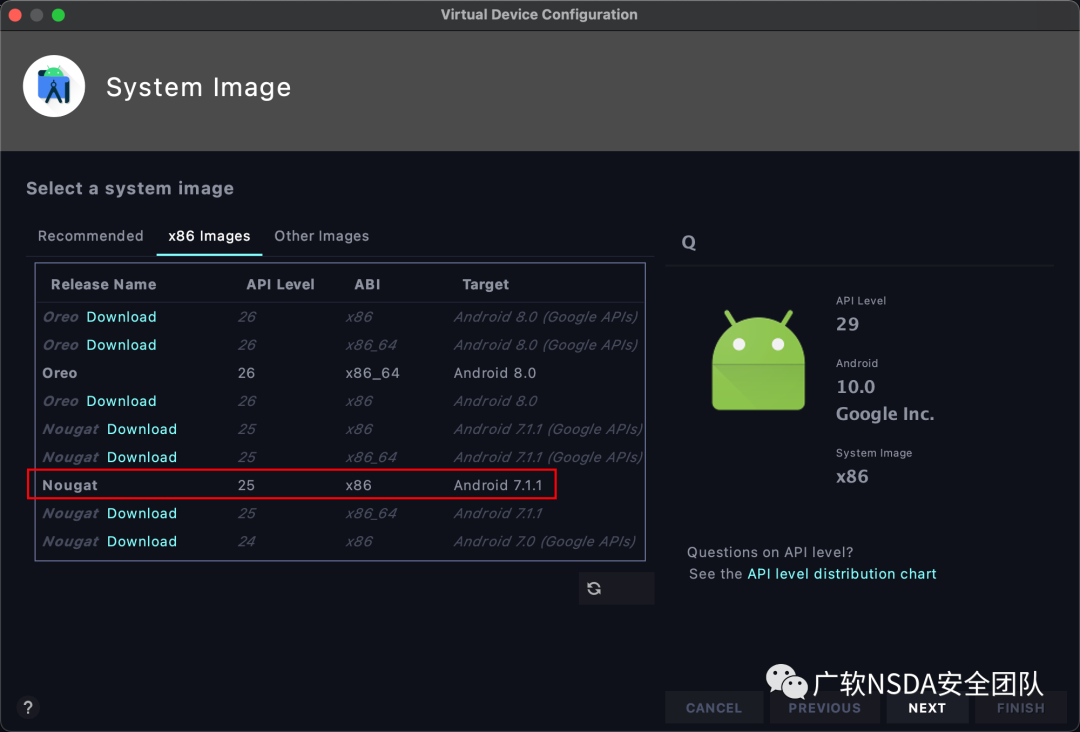 Virtual Device Configuration
System Image
Select a system image
Recommended x86 Images Other Images
Release Name API Level ABI Target
Oreo Download 26 x86 Android 8.0 (Google APIs)
Oreo Download 26 x86_64 Android 8.0 (Google APIs)
Oreo 26 x86_64 Android 8.0
Oreo Download 26 x86 Android 8.0
Nougat Download 25 x86 Android 7.1.1 (Google APIs)
Nougat Download 25 x86_64 Android 7.1.1 (Google APIs)
Nougat 25 x86 Android 7.1.1
Nougat Download 25 x86_64 Android 7.1.1
Nougat Download 24 x86 Android 7.0 (Google APIs)
Q
API Level
29
Android
10.0
Google Inc.
System Image
x86
Questions on API level?
See the API level distribution chart
广软NSDA安全团队
?
CANCEL PREVIOUS NEXT FINISH